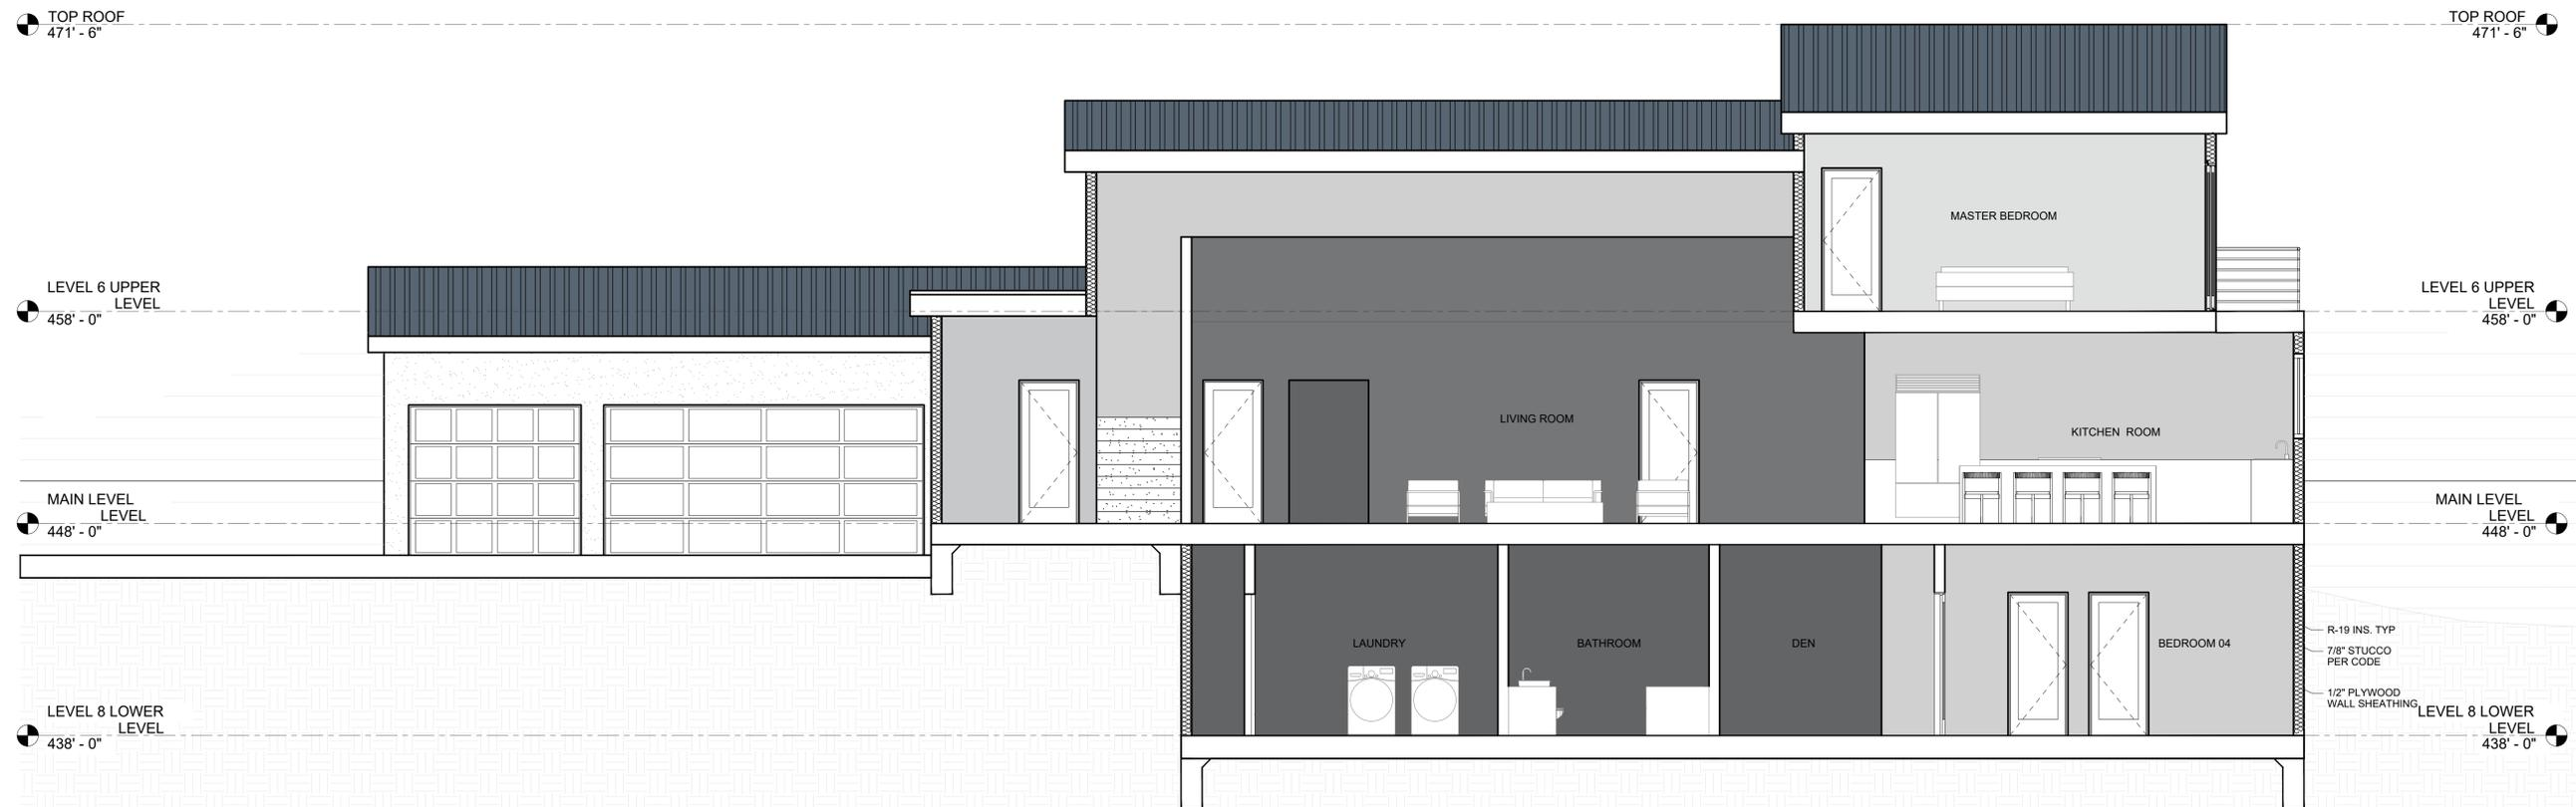 TOP ROOF
471' - 6"
TOP ROOF
471' - 6"
MASTER BEDROOM
LEVEL 6 UPPER
LEVEL
458' - 0"
LEVEL 6 UPPER
LEVEL
458' - 0"
LIVING ROOM
KITCHEN  ROOM
MAIN LEVEL
LEVEL
448' - 0"
MAIN LEVEL
LEVEL
448' - 0"
LAUNDRY
BATHROOM
DEN
BEDROOM 04
R-19 INS. TYP
7/8" STUCCO
PER CODE
1/2" PLYWOOD
WALL SHEATHING
LEVEL 8 LOWER
LEVEL
438' - 0"
LEVEL 8 LOWER
LEVEL
438' - 0"